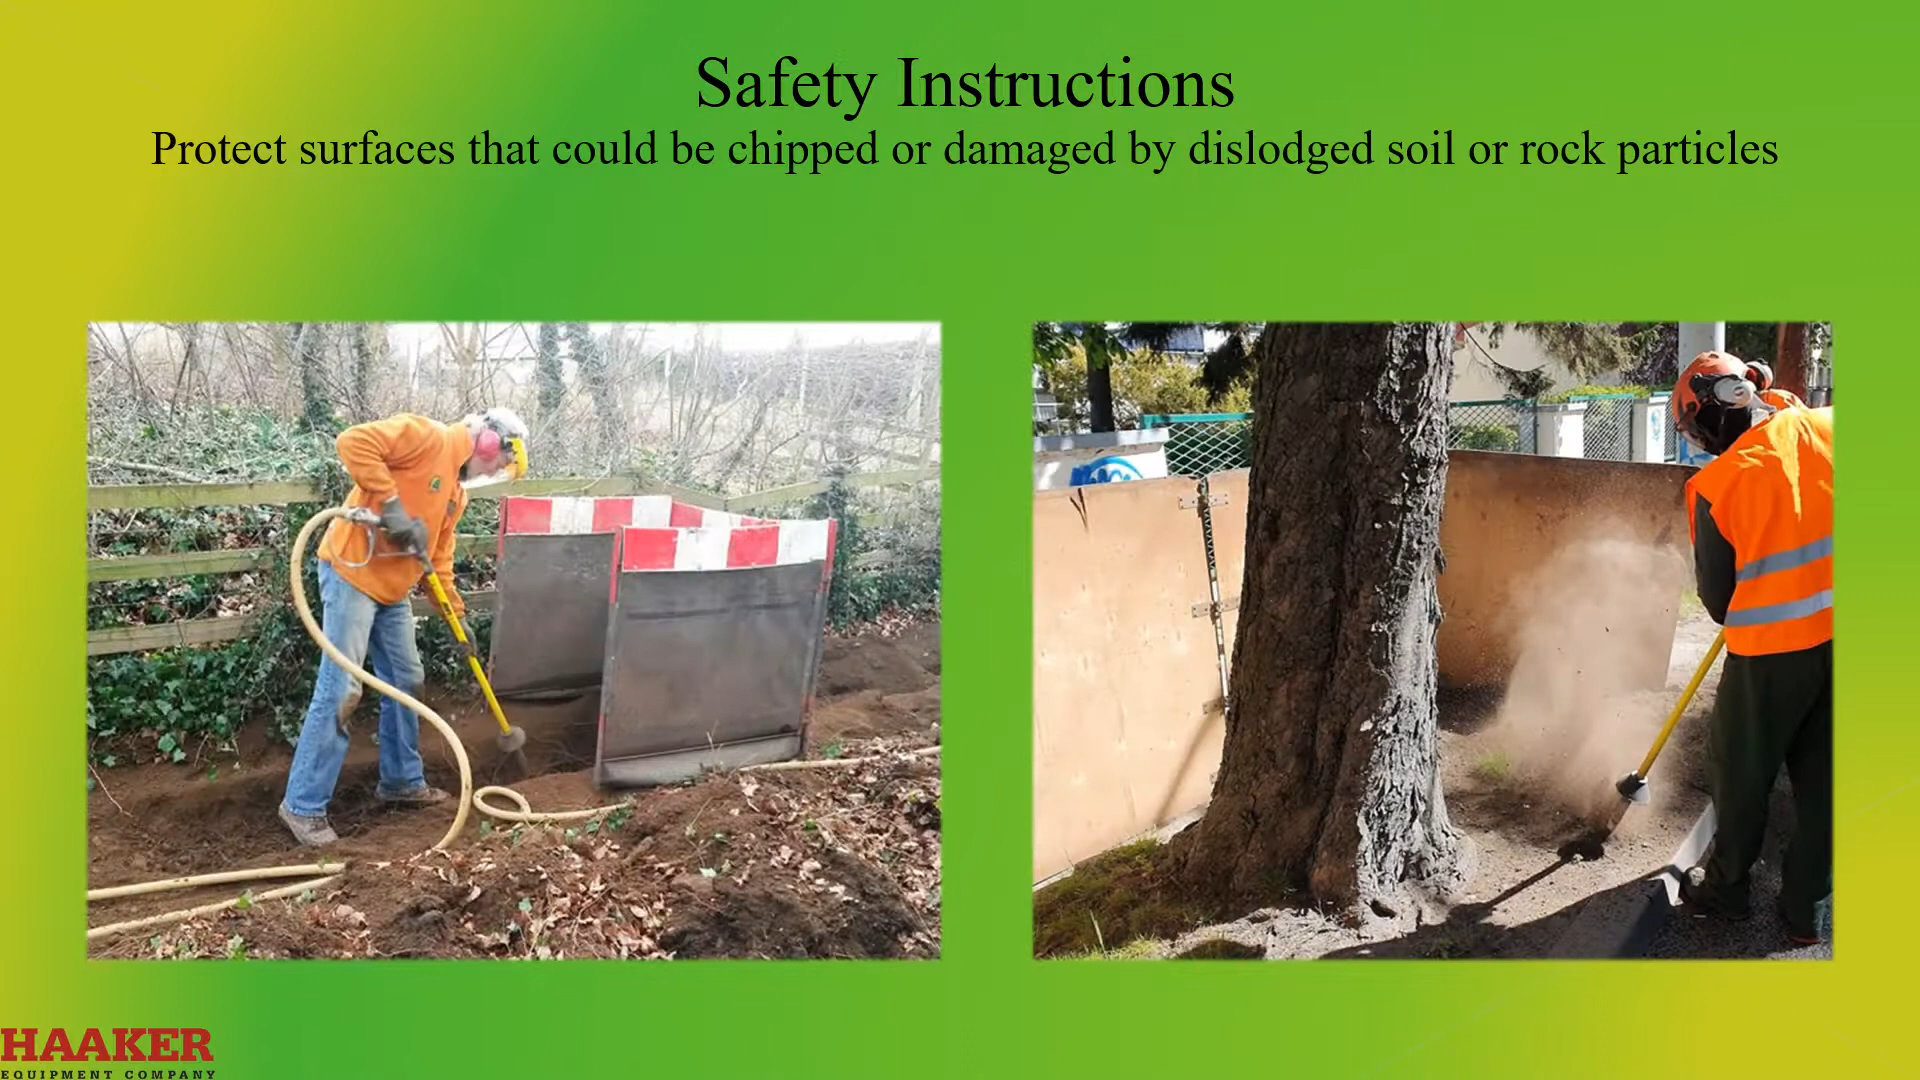 Safety Instructions
Protect surfaces that could be chipped or damaged by dislodged soil or rock particles
HAAKER
EQUIPMENT COMPANY